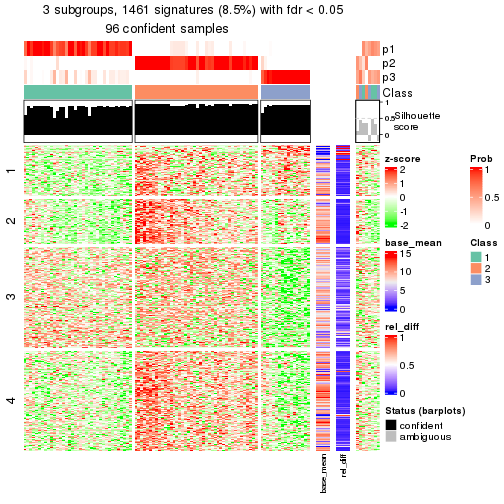 3 subgroups, 1461 signatures (8.5%) with fdr < 0.05
96 confident samples
p1
p2
p3
Class
1
0.5
0
Silhouette
score
1
2
3
4
base_mean
rel_diff
z-score
2
1
0
-1
-2
base_mean
15
10
5
0
rel_diff
1
0.5
0
Status (barplots)
confident
ambiguous
Prob
1
0.5
0
Class
1
2
3